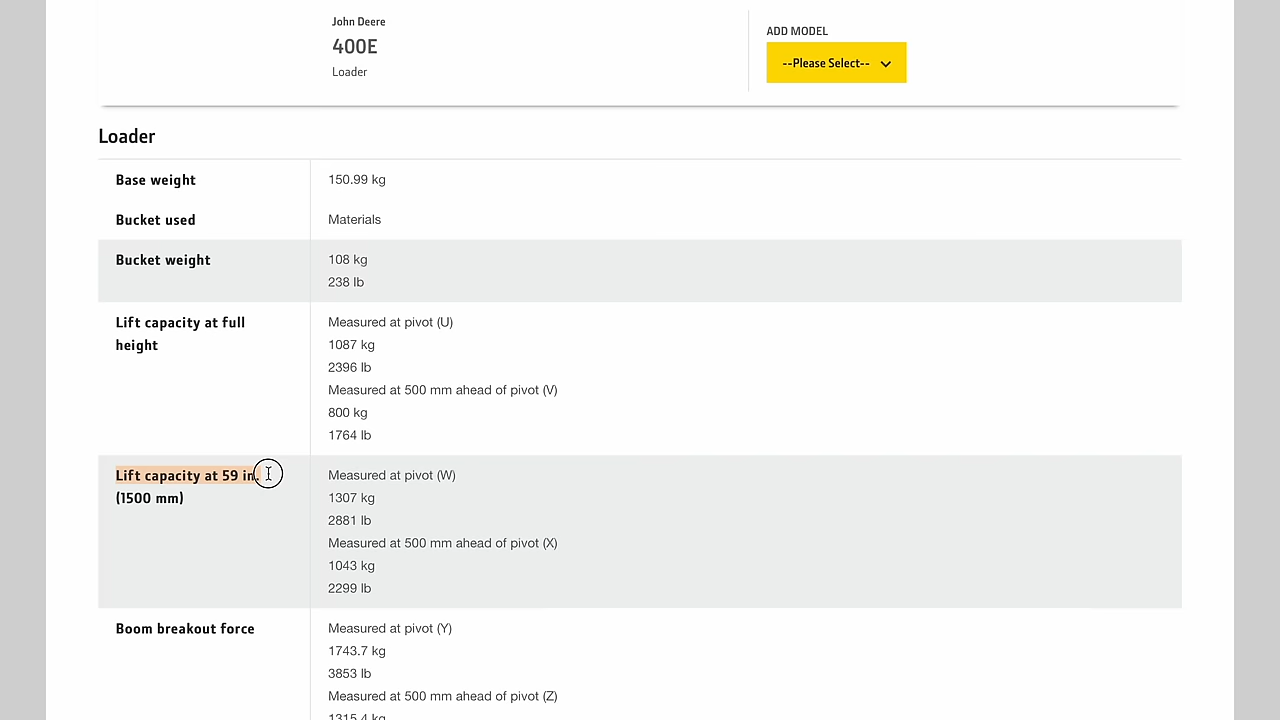 John Deere
400E
Loader
ADD MODEL
--Please Select--
Loader
Base weight
150.99 kg
Bucket used
Materials
Bucket weight
108 kg
238 lb
Lift capacity at full
height
Measured at pivot (U)
1087 kg
2396 lb
Measured at 500 mm ahead of pivot (V)
800 kg
1764 lb
Lift capacity at 59 in.
(1500 mm)
Measured at pivot (W)
1307 kg
2881 lb
Measured at 500 mm ahead of pivot (X)
1043 kg
2299 lb
Boom breakout force
Measured at pivot (Y)
1743.7 kg
3853 lb
Measured at 500 mm ahead of pivot (Z)
1315.4 kg